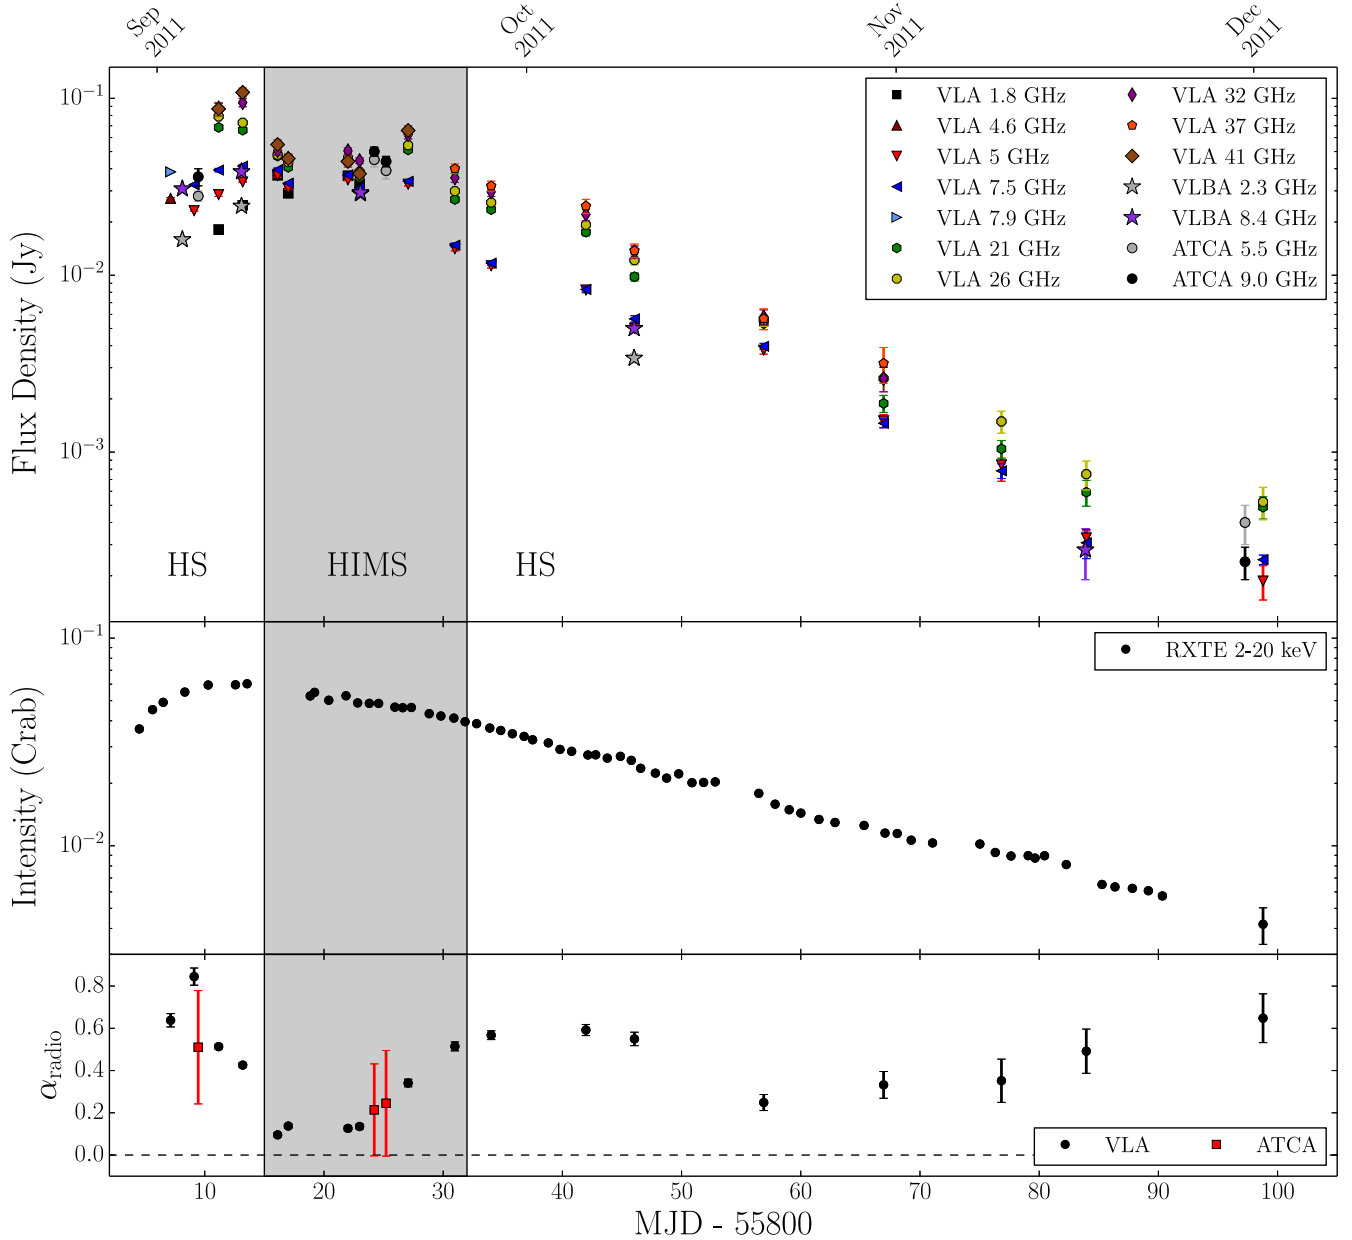 Sep 2011 Oct 2011 Nov 2011 Dec 2011
10⁻¹
10⁻²
10⁻³
Flux Density (Jy)
VLA 1.8 GHz VLA 32 GHz
VLA 4.6 GHz VLA 37 GHz
VLA 5 GHz VLA 41 GHz
VLA 7.5 GHz VLBA 2.3 GHz
VLA 7.9 GHz VLBA 8.4 GHz
VLA 21 GHz ATCA 5.5 GHz
VLA 26 GHz ATCA 9.0 GHz
HS HIMS HS
10⁻¹
10⁻²
Intensity (Crab)
RXTE 2-20 keV
0.8
0.6
0.4
0.2
0.0
α_radio
VLA ATCA
10 20 30 40 50 60 70 80 90 100
MJD - 55800